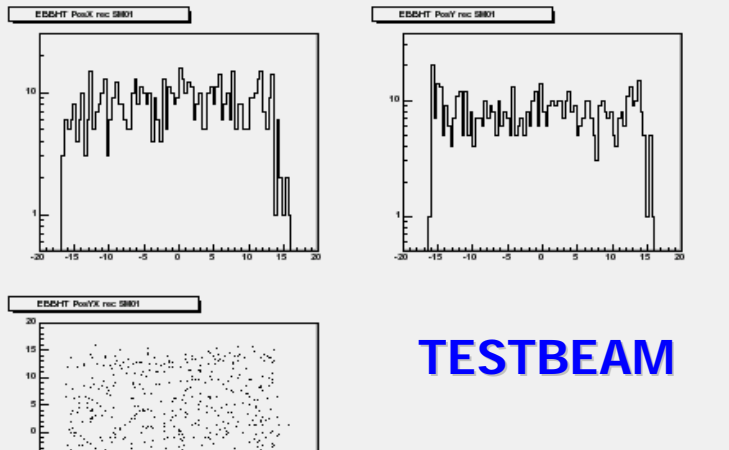 EBBHT PosX rec SM01
EBBHT PosY rec SM01
10
1
-20 -15 -10 -5 0 5 10 15 20
10
1
-20 -15 -10 -5 0 5 10 15 20
EBBHT PosYX rec SM01
20
15
10
5
0
TESTBEAM